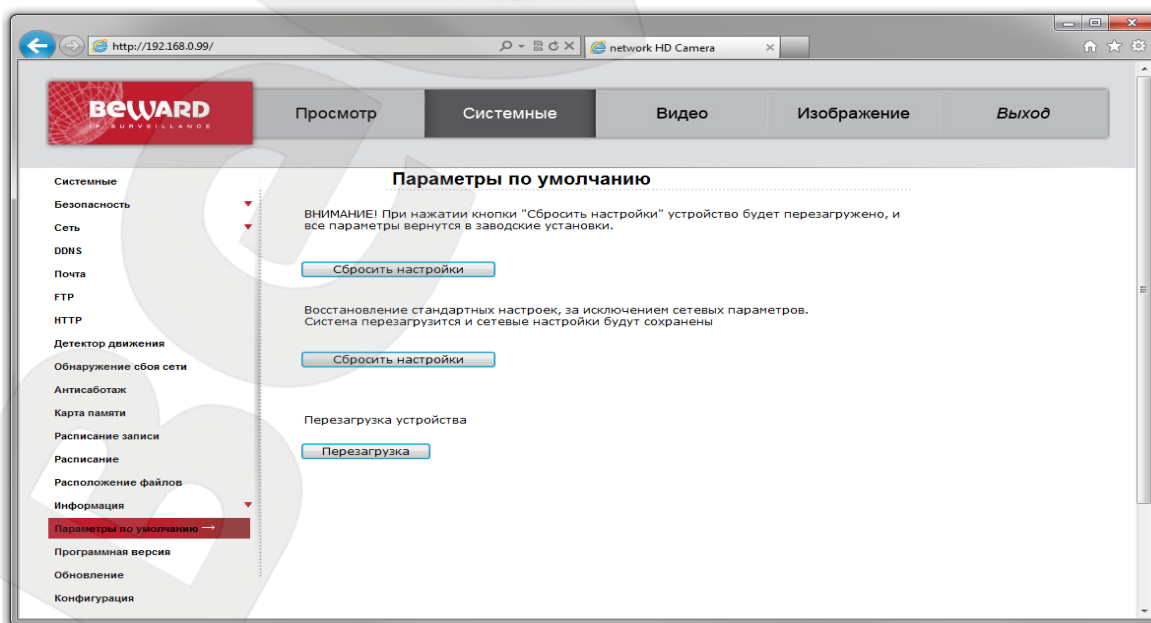 http://192.168.0.99/
network HD Camera
BEWARD
IP SURVEILLANCE
Просмотр
Системные
Видео
Изображение
Выход
Системные
Безопасность
Сеть
DDNS
Почта
FTP
HTTP
Детектор движения
Обнаружение сбоя сети
Антисаботаж
Карта памяти
Расписание записи
Расписание
Расположение файлов
Информация
Параметры по умолчанию →
Программная версия
Обновление
Конфигурация
Параметры по умолчанию
ВНИМАНИЕ! При нажатии кнопки "Сбросить настройки" устройство будет перезагружено, и
все параметры вернутся в заводские установки.
Сбросить настройки
Восстановление стандартных настроек, за исключением сетевых параметров.
Система перезагрузится и сетевые настройки будут сохранены
Сбросить настройки
Перезагрузка устройства
Перезагрузка